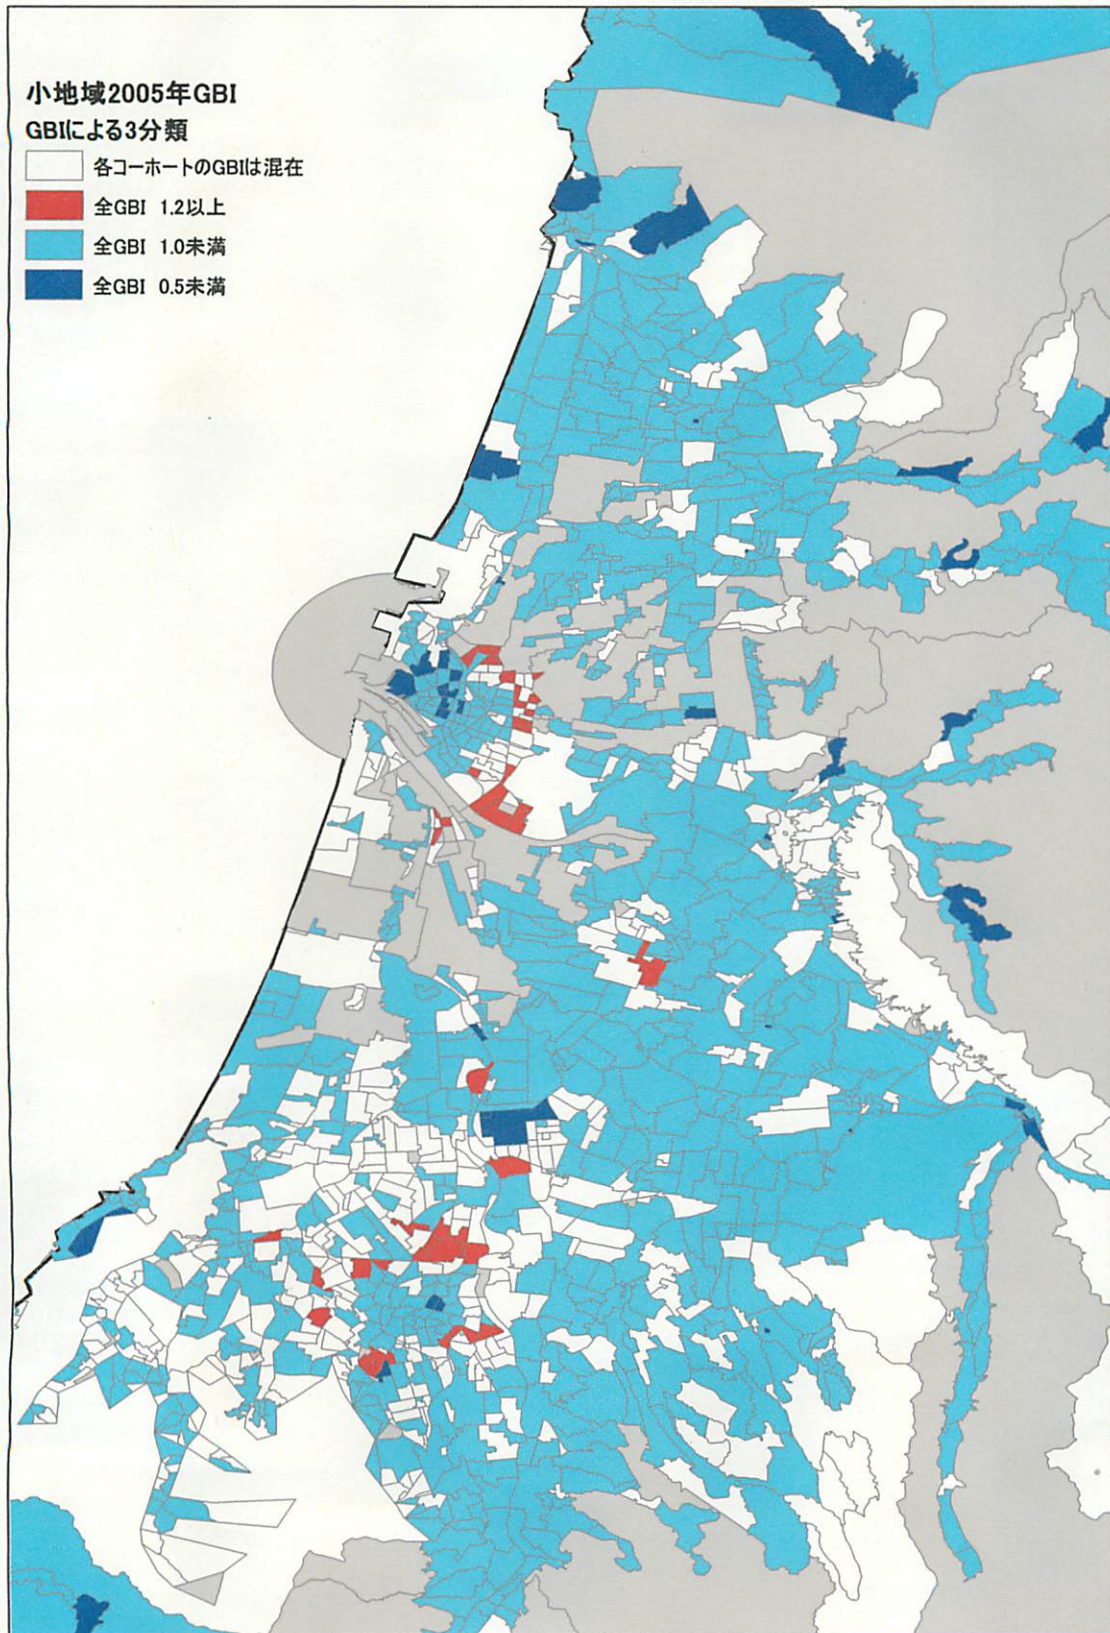 小地域2005年GBI
GBIによる3分類
各コーホートのGBIは混在
全GBI 1.2以上
全GBI 1.0未満
全GBI 0.5未満